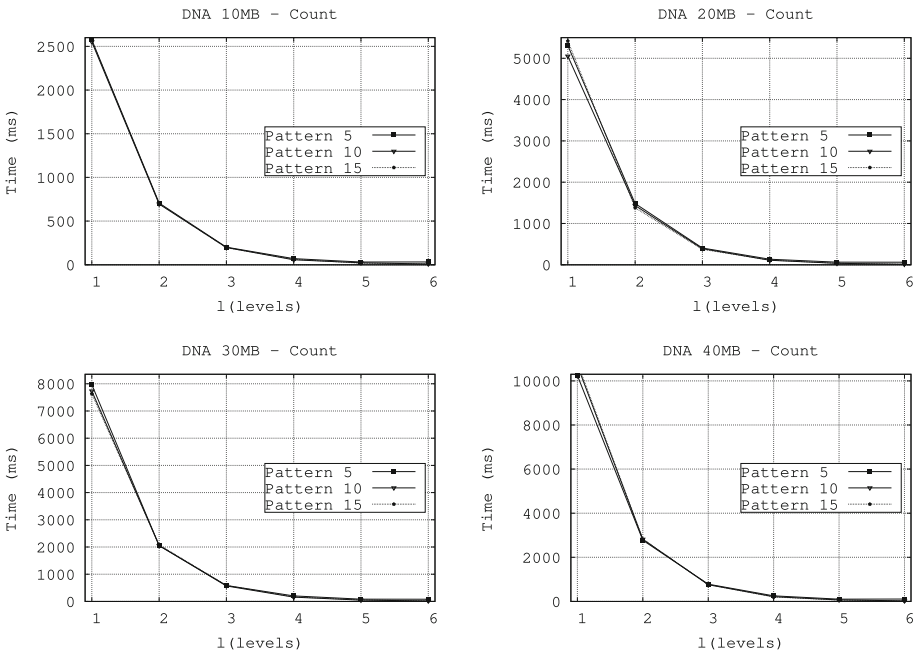 DNA 10MB - Count
2500
2000
1500
1000
500
0
Time (ms)
Pattern 5
Pattern 10
Pattern 15
1 2 3 4 5 6
l(levels)
DNA 20MB - Count
5000
4000
3000
2000
1000
0
Time (ms)
Pattern 5
Pattern 10
Pattern 15
1 2 3 4 5 6
l(levels)
DNA 30MB - Count
8000
7000
6000
5000
4000
3000
2000
1000
0
Time (ms)
Pattern 5
Pattern 10
Pattern 15
1 2 3 4 5 6
l(levels)
DNA 40MB - Count
10000
8000
6000
4000
2000
0
Time (ms)
Pattern 5
Pattern 10
Pattern 15
1 2 3 4 5 6
l(levels)